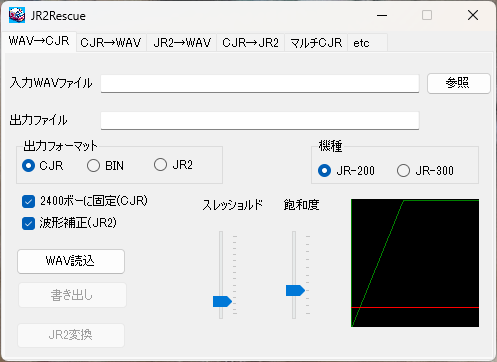 JR2Rescue
WAV→CJR CJR→WAV JR2→WAV CJR→JR2 マルチCJR etc
入力WAVファイル 参照
出力ファイル
出力フォーマット 機種
CJR BIN JR2 JR-200 JR-300
2400ボーに固定(CJR) スレッショルド 飽和度
波形補正(JR2)
WAV読込
書き出し
JR2変換